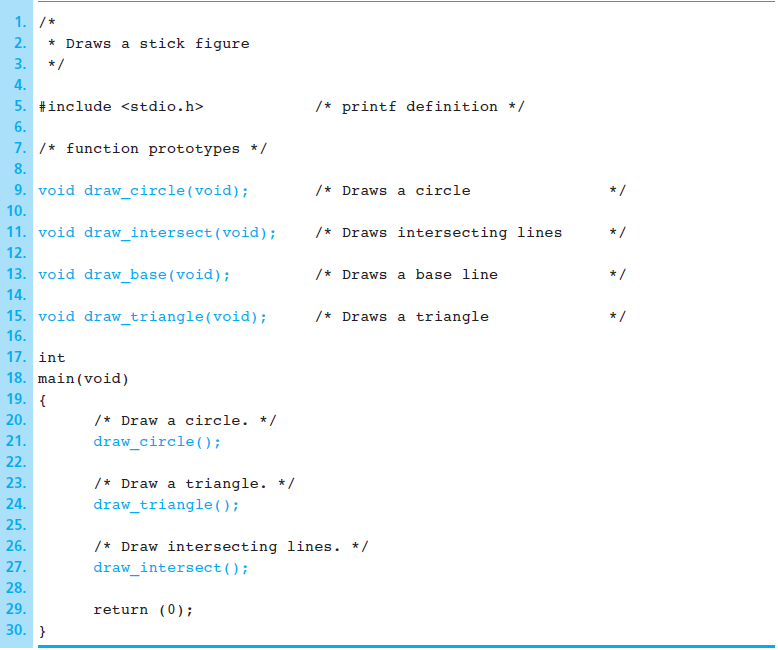 1. /*
2.  * Draws a stick figure
3.  */
4.
5. #include <stdio.h>            /* printf definition */
6.
7. /* function prototypes */
8.
9. void draw_circle(void);       /* Draws a circle               */
10.
11. void draw_intersect(void);    /* Draws intersecting lines     */
12.
13. void draw_base(void);         /* Draws a base line            */
14.
15. void draw_triangle(void);     /* Draws a triangle             */
16.
17. int
18. main(void)
19. {
20.       /* Draw a circle. */
21.       draw_circle();
22.
23.       /* Draw a triangle. */
24.       draw_triangle();
25.
26.       /* Draw intersecting lines. */
27.       draw_intersect();
28.
29.       return (0);
30. }